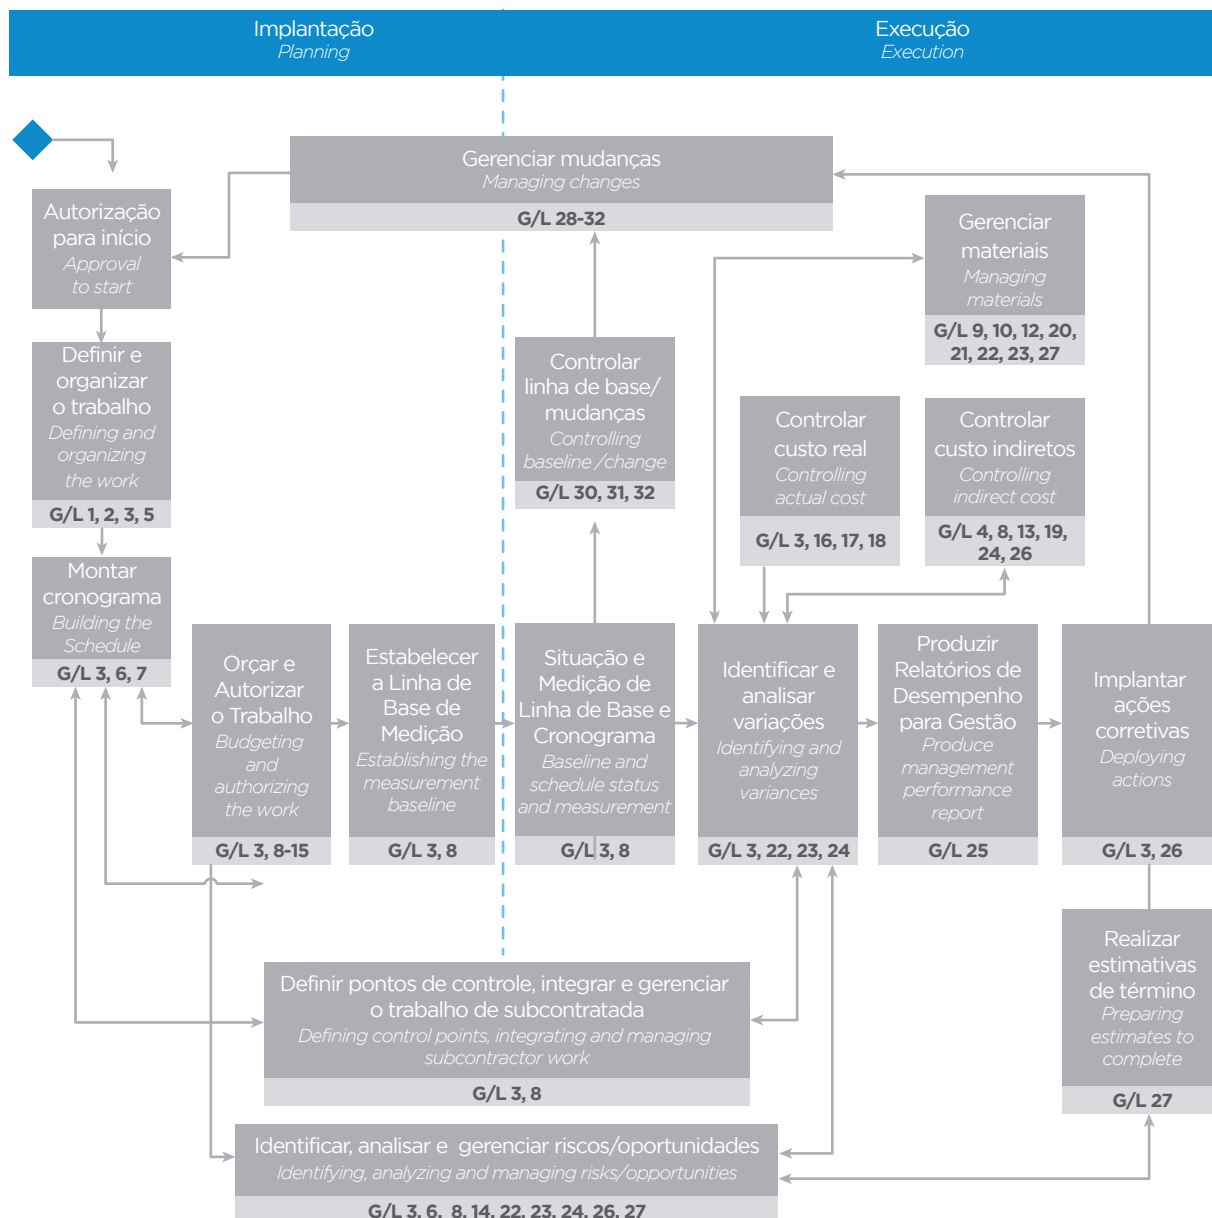 Implantação
Planning
Execução
Execution
Gerenciar mudanças
Managing changes
G/L 28-32
Autorização
para início
Approval
to start
Gerenciar
materiais
Managing
materials
G/L 9, 10, 12, 20,
21, 22, 23, 27
Definir e
organizar
o trabalho
Defining and
organizing
the work
G/L 1, 2, 3, 5
Controlar
linha de base/
mudanças
Controlling
baseline /change
G/L 30, 31, 32
Controlar
custo real
Controlling
actual cost
G/L 3, 16, 17, 18
Controlar
custo indiretos
Controlling
indirect cost
G/L 4, 8, 13, 19,
24, 26
Montar
cronograma
Building the
Schedule
G/L 3, 6, 7
Orçar e
Autorizar
o Trabalho
Budgeting
and
authorizing
the work
G/L 3, 8-15
Estabelecer
a Linha de
Base de
Medição
Establishing the
measurement
baseline
G/L 3, 8
Situação e
Medição de
Linha de Base e
Cronograma
Baseline and
schedule status
and measurement
G/L 3, 8
Identificar e
analisar
variações
Identifying and
analyzing
variances
G/L 3, 22, 23, 24
Produzir
Relatórios de
Desempenho
para Gestão
Produce
management
performance
report
G/L 25
Implantar
ações
corretivas
Deploying
actions
G/L 3, 26
Realizar
estimativas
de término
Preparing
estimates to
complete
G/L 27
Definir pontos de controle, integrar e gerenciar
o trabalho de subcontratada
Defining control points, integrating and managing
subcontractor work
G/L 3, 8
Identificar, analisar e gerenciar riscos/oportunidades
Identifying, analyzing and managing risks/opportunities
G/L 3, 6, 8, 14, 22, 23, 24, 26, 27